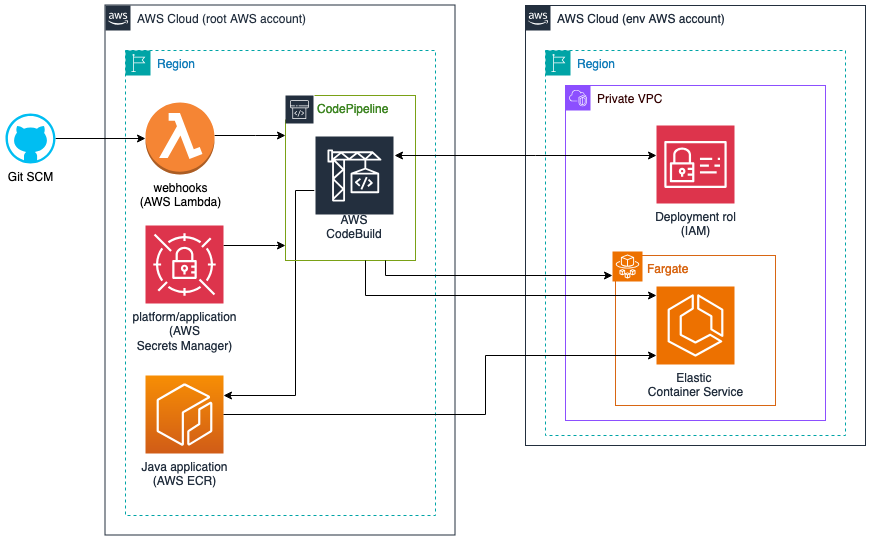 aws
AWS Cloud (root AWS account)
Region
Git SCM
webhooks
(AWS Lambda)
CodePipeline
AWS
CodeBuild
platform/application
(AWS
Secrets Manager)
Java application
(AWS ECR)
aws
AWS Cloud (env AWS account)
Region
Private VPC
Deployment rol
(IAM)
Fargate
Elastic
Container Service